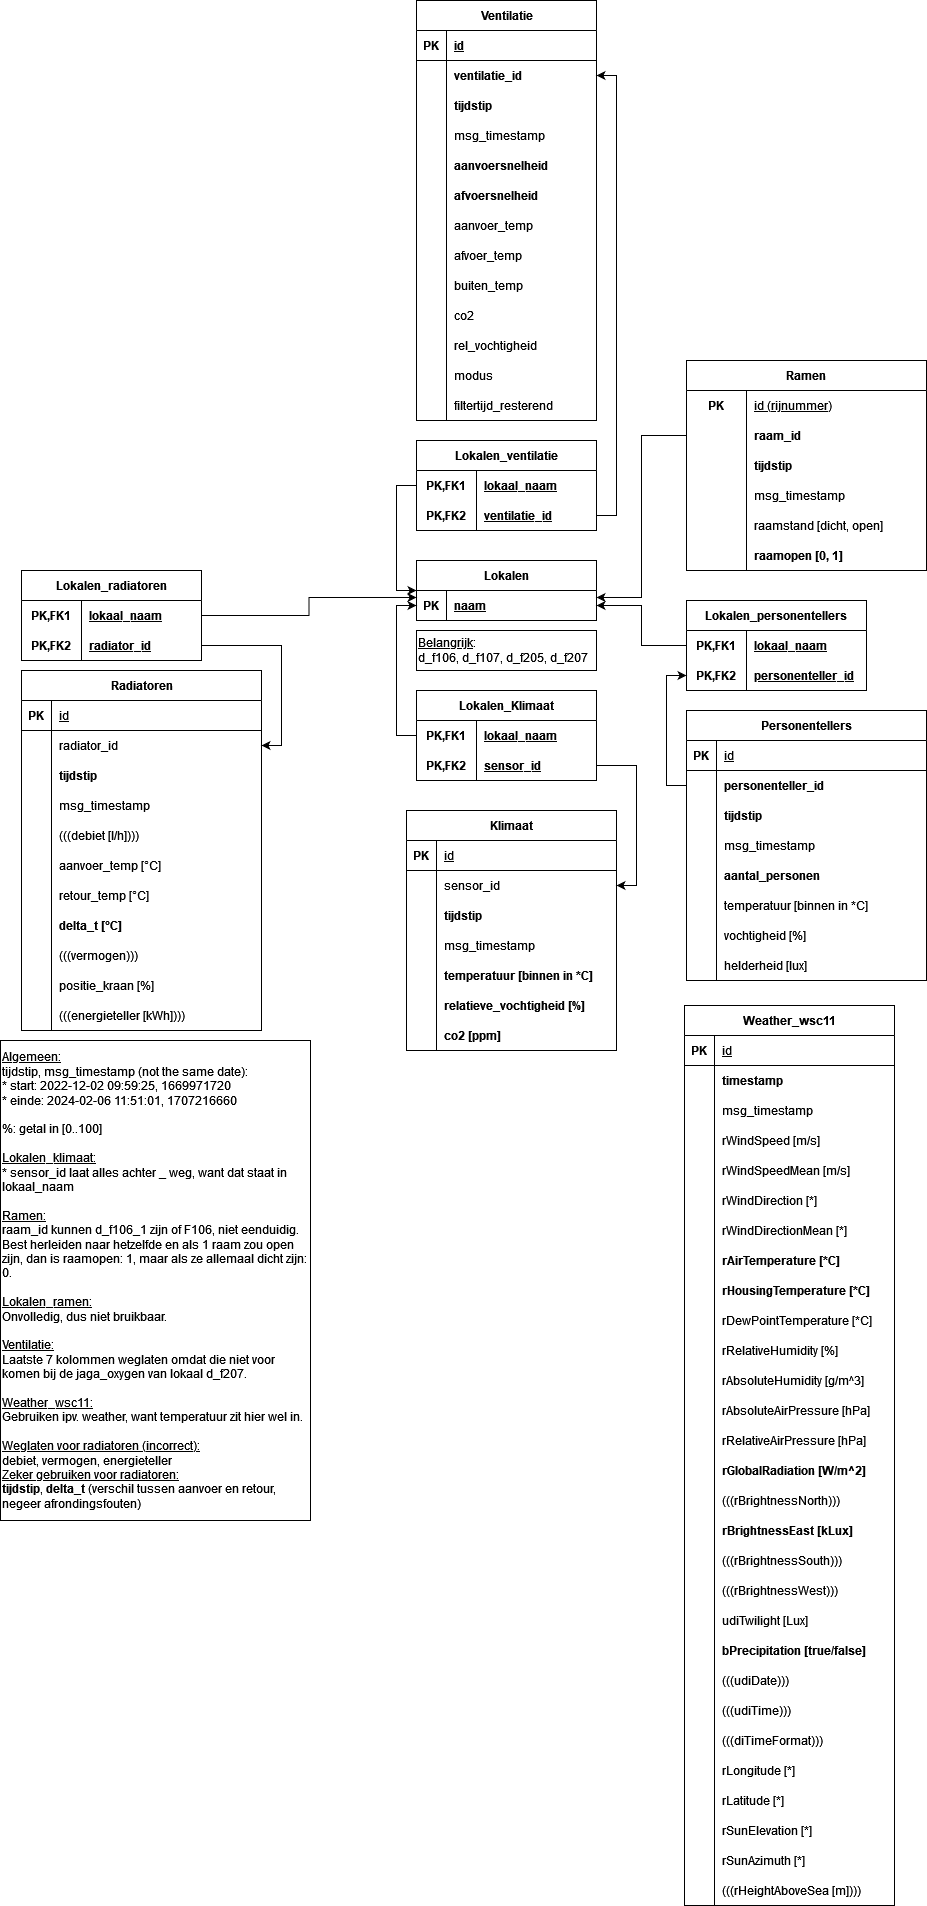 Ventilatie
PK id
ventilatie_id
tijdstip
msg_timestamp
aanvoersnelheid
afvoersnelheid
aanvoer_temp
afvoer_temp
buiten_temp
co2
rel_vochtigheid
modus
filtertijd_resterend
Ramen
PK id (rijnummer)
raam_id
tijdstip
msg_timestamp
raamstand [dicht, open]
raamopen [0, 1]
Lokalen_ventilatie
PK,FK1 lokaal_naam
PK,FK2 ventilatie_id
Lokalen
PK naam
Belangrijk:
d_f106, d_f107, d_f205, d_f207
Lokalen_radiatoren
PK,FK1 lokaal_naam
PK,FK2 radiator_id
Lokalen_personentellers
PK,FK1 lokaal_naam
PK,FK2 personenteller_id
Radiatoren
PK id
radiator_id
tijdstip
msg_timestamp
(((debiet [l/h])))
aanvoer_temp [°C]
retour_temp [°C]
delta_t [°C]
(((vermogen)))
positie_kraan [%]
(((energieteller [kWh])))
Lokalen_Klimaat
PK,FK1 lokaal_naam
PK,FK2 sensor_id
Klimaat
PK id
sensor_id
tijdstip
msg_timestamp
temperatuur [binnen in *C]
relatieve_vochtigheid [%]
co2 [ppm]
Personentellers
PK id
personenteller_id
tijdstip
msg_timestamp
aantal_personen
temperatuur [binnen in *C]
vochtigheid [%]
helderheid [lux]
Weather_wsc11
PK id
timestamp
msg_timestamp
rWindSpeed [m/s]
rWindSpeedMean [m/s]
rWindDirection [*]
rWindDirectionMean [*]
rAirTemperature [*C]
rHousingTemperature [*C]
rDewPointTemperature [*C]
rRelativeHumidity [%]
rAbsoluteHumidity [g/m^3]
rAbsoluteAirPressure [hPa]
rRelativeAirPressure [hPa]
rGlobalRadiation [W/m^2]
(((rBrightnessNorth)))
rBrightnessEast [kLux]
(((rBrightnessSouth)))
(((rBrightnessWest)))
udiTwilight [Lux]
bPrecipitation [true/false]
(((udiDate)))
(((udiTime)))
(((diTimeFormat)))
rLongitude [*]
rLatitude [*]
rSunElevation [*]
rSunAzimuth [*]
(((rHeightAboveSea [m])))
Algemeen:
tijdstip, msg_timestamp (not the same date):
* start: 2022-12-02 09:59:25, 1669971720
* einde: 2024-02-06 11:51:01, 1707216660
%: getal in [0..100]
Lokalen_klimaat:
* sensor_id laat alles achter _ weg, want dat staat in
lokaal_naam
Ramen:
raam_id kunnen d_f106_1 zijn of F106, niet eenduidig.
Best herleiden naar hetzelfde en als 1 raam zou open
zijn, dan is raamopen: 1, maar als ze allemaal dicht zijn:
0.
Lokalen_ramen:
Onvolledig, dus niet bruikbaar.
Ventilatie:
Laatste 7 kolommen weglaten omdat die niet voor
komen bij de jaga_oxygen van lokaal d_f207.
Weather_wsc11:
Gebruiken ipv. weather, want temperatuur zit hier wel in.
Weglaten voor radiatoren (incorrect):
debiet, vermogen, energieteller
Zeker gebruiken voor radiatoren:
tijdstip, delta_t (verschil tussen aanvoer en retour,
negeer afrondingsfouten)